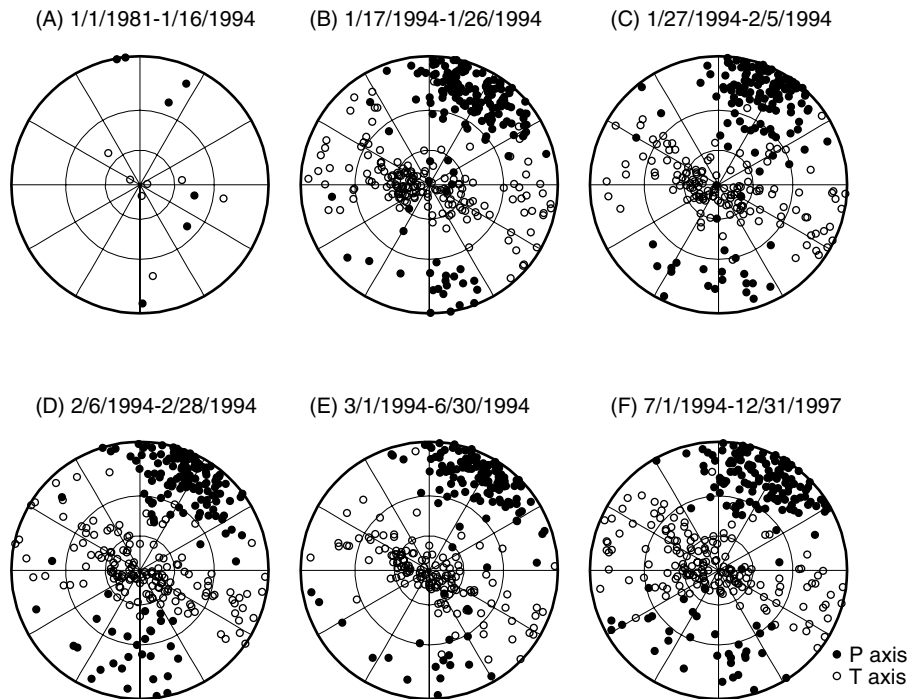 (A) 1/1/1981-1/16/1994
(B) 1/17/1994-1/26/1994
(C) 1/27/1994-2/5/1994
(D) 2/6/1994-2/28/1994
(E) 3/1/1994-6/30/1994
(F) 7/1/1994-12/31/1997
P axis
T axis